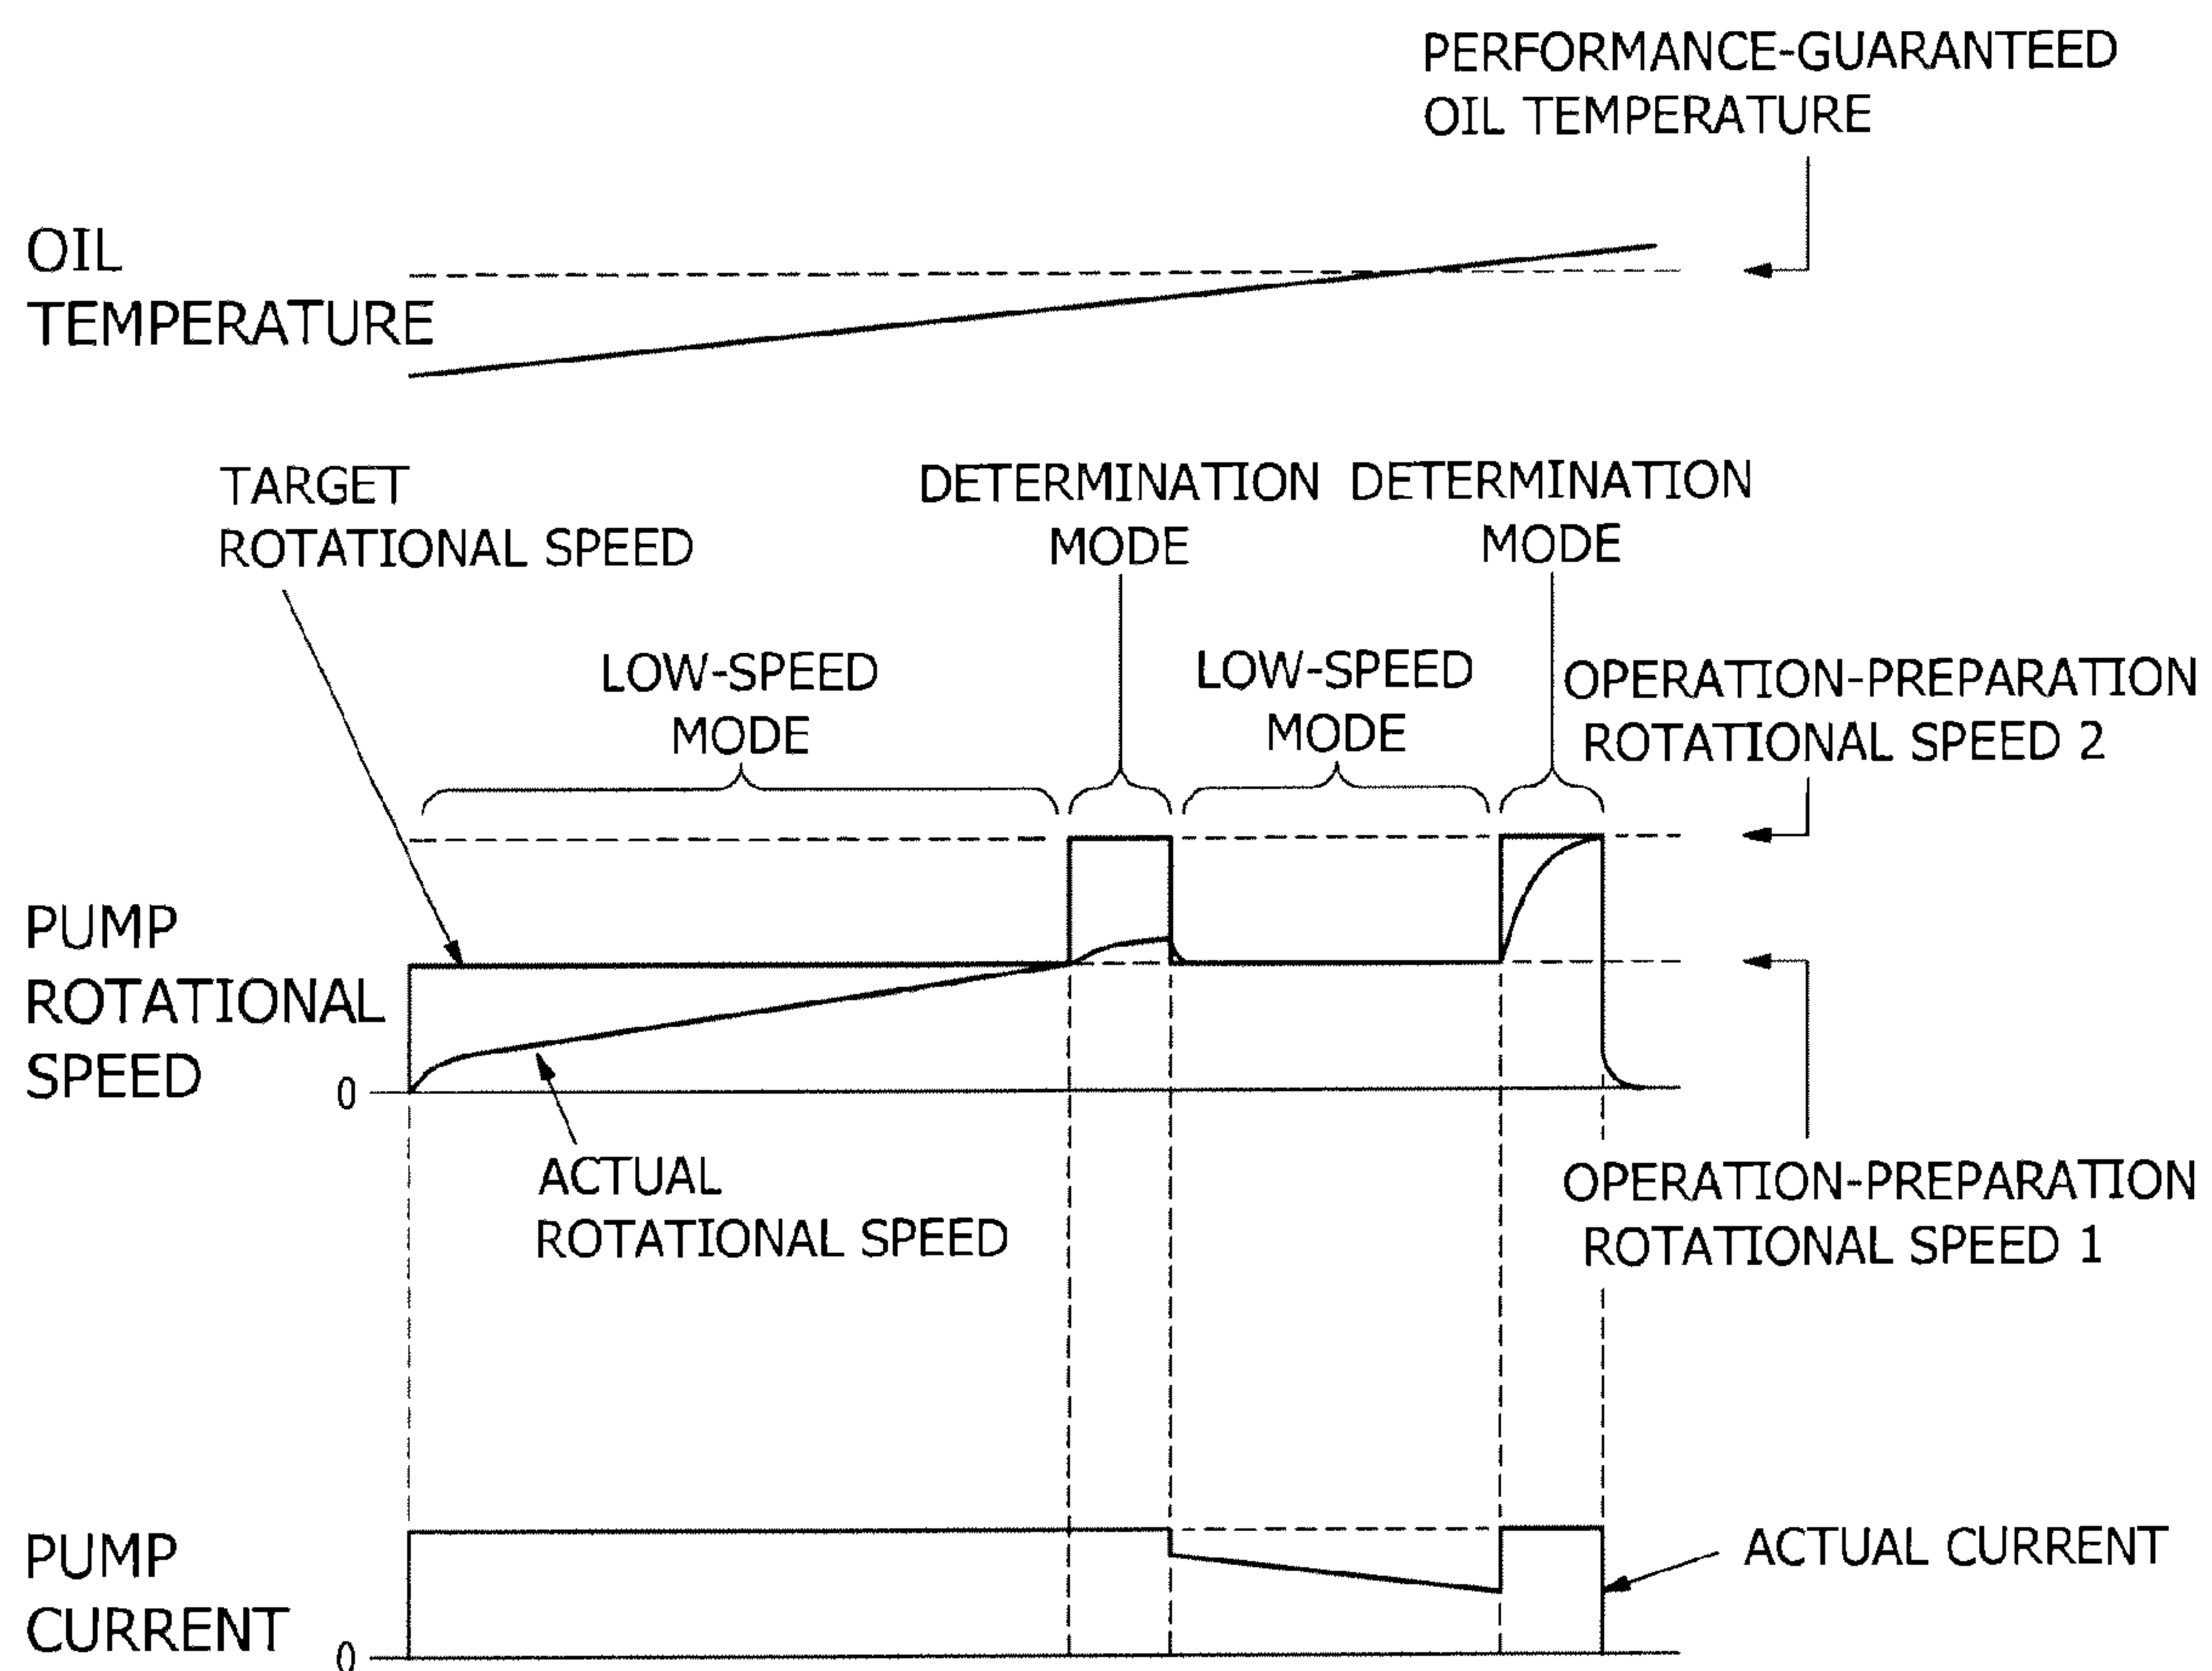 PERFORMANCE-GUARANTEED
OIL TEMPERATURE
OIL
TEMPERATURE
TARGET
ROTATIONAL SPEED
DETERMINATION
MODE
DETERMINATION
MODE
LOW-SPEED
MODE
LOW-SPEED
MODE
OPERATION-PREPARATION
ROTATIONAL SPEED 2
PUMP
ROTATIONAL
SPEED
0
ACTUAL
ROTATIONAL SPEED
OPERATION-PREPARATION
ROTATIONAL SPEED 1
PUMP
CURRENT
0
ACTUAL CURRENT